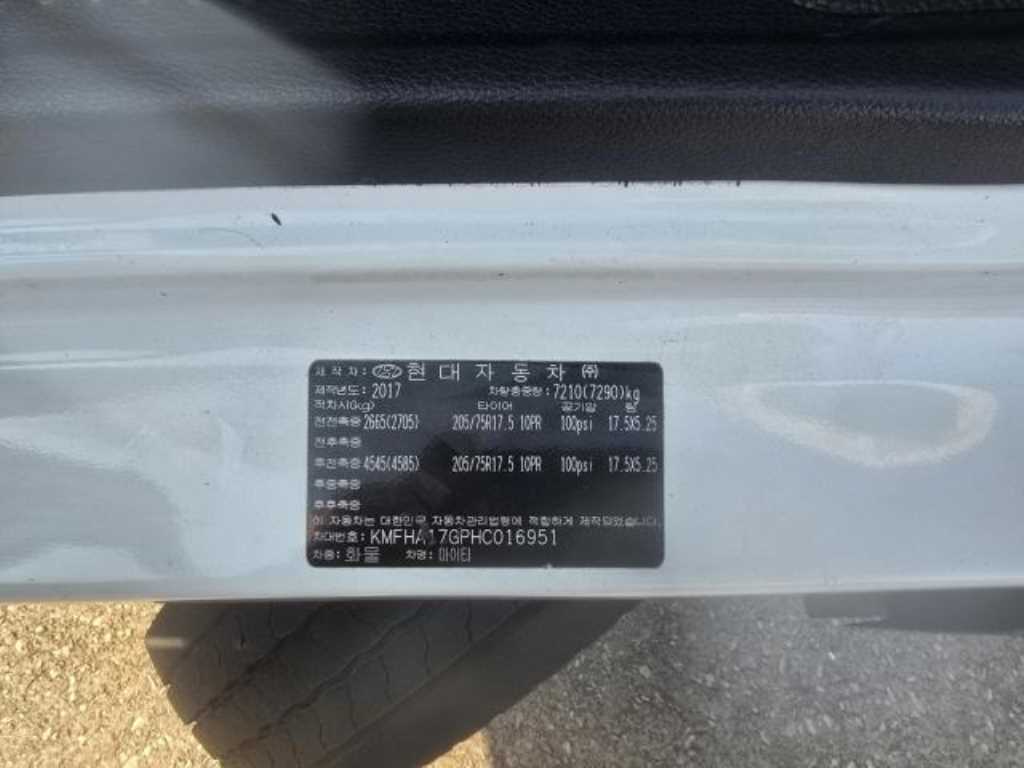 제작자: 현대자동차㈜
제작년도: 2017 차량총중량: 7210(7290)kg
적차시(kg) 타이어 공기압 림
전전축중 2665(2705) 205/75R17.5 10PR 100psi 17.5X5.25
전후축중
후전축중 4545(4585) 205/75R17.5 10PR 100psi 17.5X5.25
후중축중
후후축중
이 자동차는 대한민국 자동차관리법령에 적합하게 제작되었습니다.
차대번호: KMFHA17GPHC016951
차종: 화물 차명: 마이티